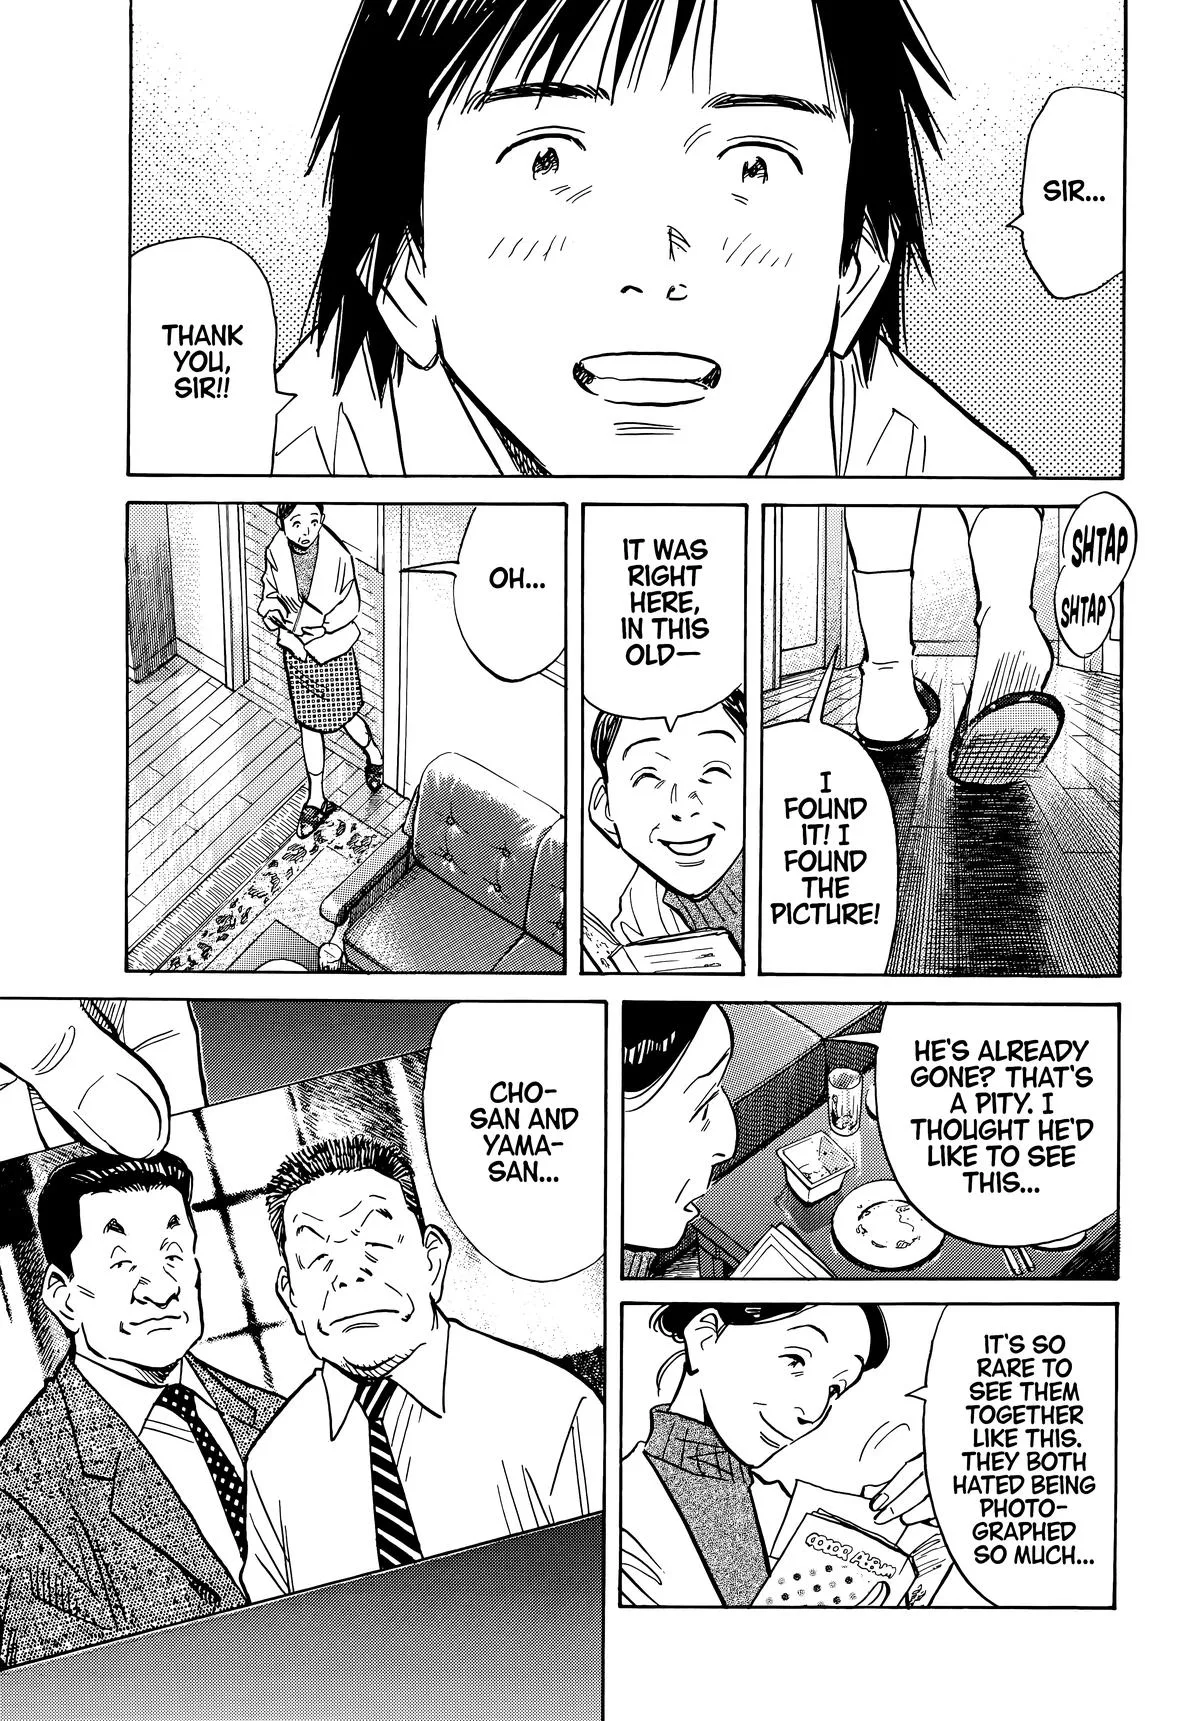 SIR...
THANK
YOU,
SIR!!
SHTAP
SHTAP
I
FOUND
IT! I
FOUND
THE
PICTURE!
IT WAS
RIGHT
HERE,
IN THIS
OLD—
OH...
HE'S ALREADY
GONE? THAT'S
A PITY. I
THOUGHT HE'D
LIKE TO SEE
THIS...
IT'S SO
RARE TO
SEE THEM
TOGETHER
LIKE THIS.
THEY BOTH
HATED BEING
PHOTO-
GRAPHED
SO MUCH...
COLOR ALBUM
CHO-
SAN AND
YAMA-
SAN...